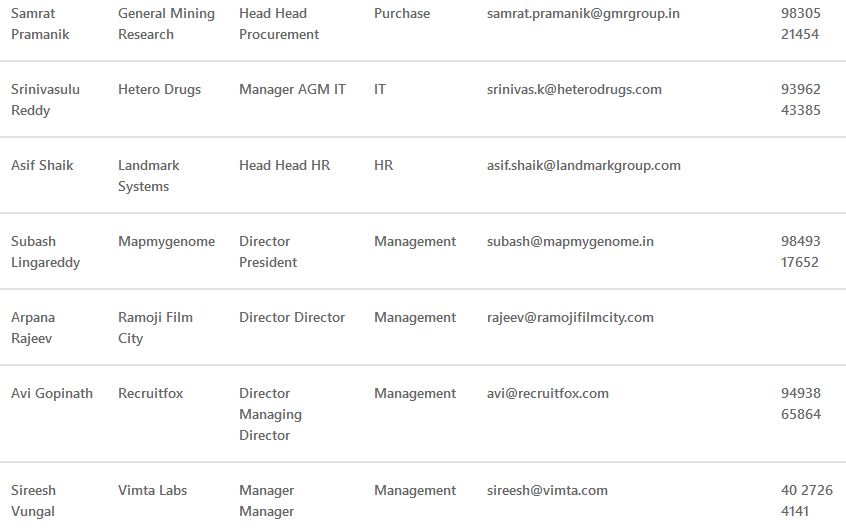 Samrat General Mining Head Head Purchase samrat.pramanik@gmrgroup.in 98305
Pramanik Research Procurement 21454
Srinivasulu Hetero Drugs Manager AGM IT IT srinivas.k@heterodrugs.com 93962
Reddy 43385
Asif Shaik Landmark Head Head HR HR asif.shaik@landmarkgroup.com
Systems
Subash Mapmygenome Director Management subash@mapmygenome.in 98493
Lingareddy President 17652
Arpana Ramoji Film Director Director Management rajeev@ramojifilmcity.com
Rajeev City
Avi Gopinath Recruitfox Director Management avi@recruitfox.com 94938
Managing 65864
Director
Sireesh Vimta Labs Manager Management sireesh@vimta.com 40 2726
Vungal Manager 4141